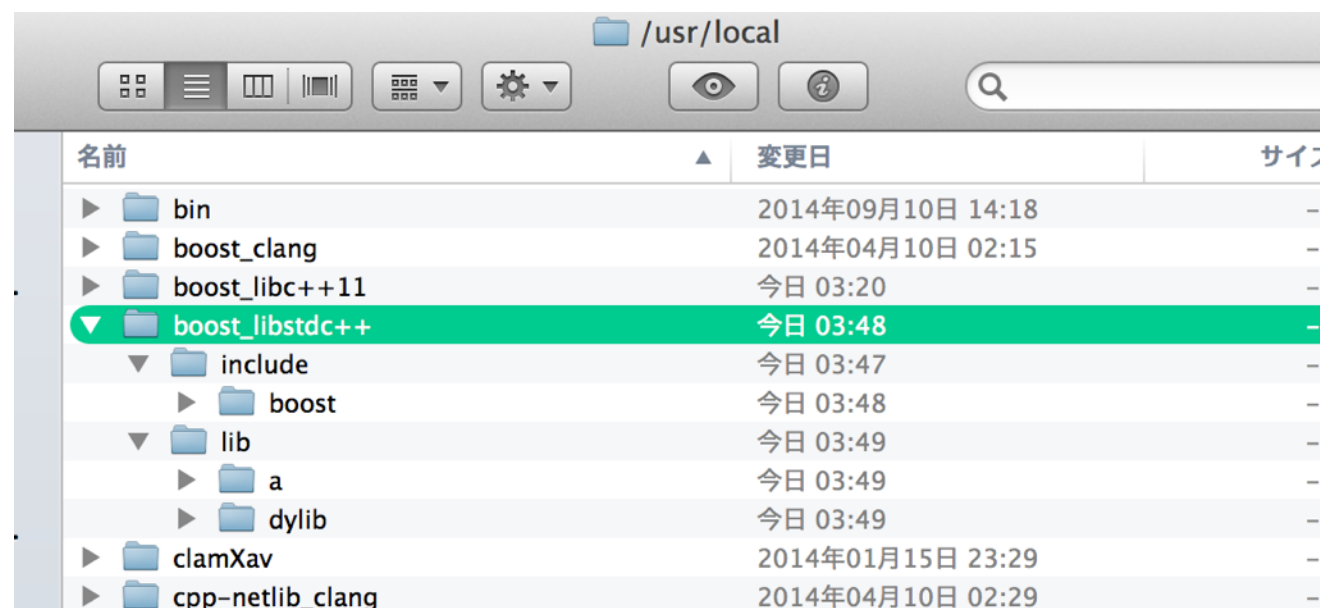 /usr/local
名前 変更日 サイズ
bin 2014年09月10日 14:18 –
boost_clang 2014年04月10日 02:15 –
boost_libc++11 今日 03:20 –
boost_libstdc++ 今日 03:48 –
include 今日 03:47 –
boost 今日 03:48 –
lib 今日 03:49 –
a 今日 03:49 –
dylib 今日 03:49 –
clamXav 2014年01月15日 23:29 –
cpp-netlib_clang 2014年04月10日 02:29 –